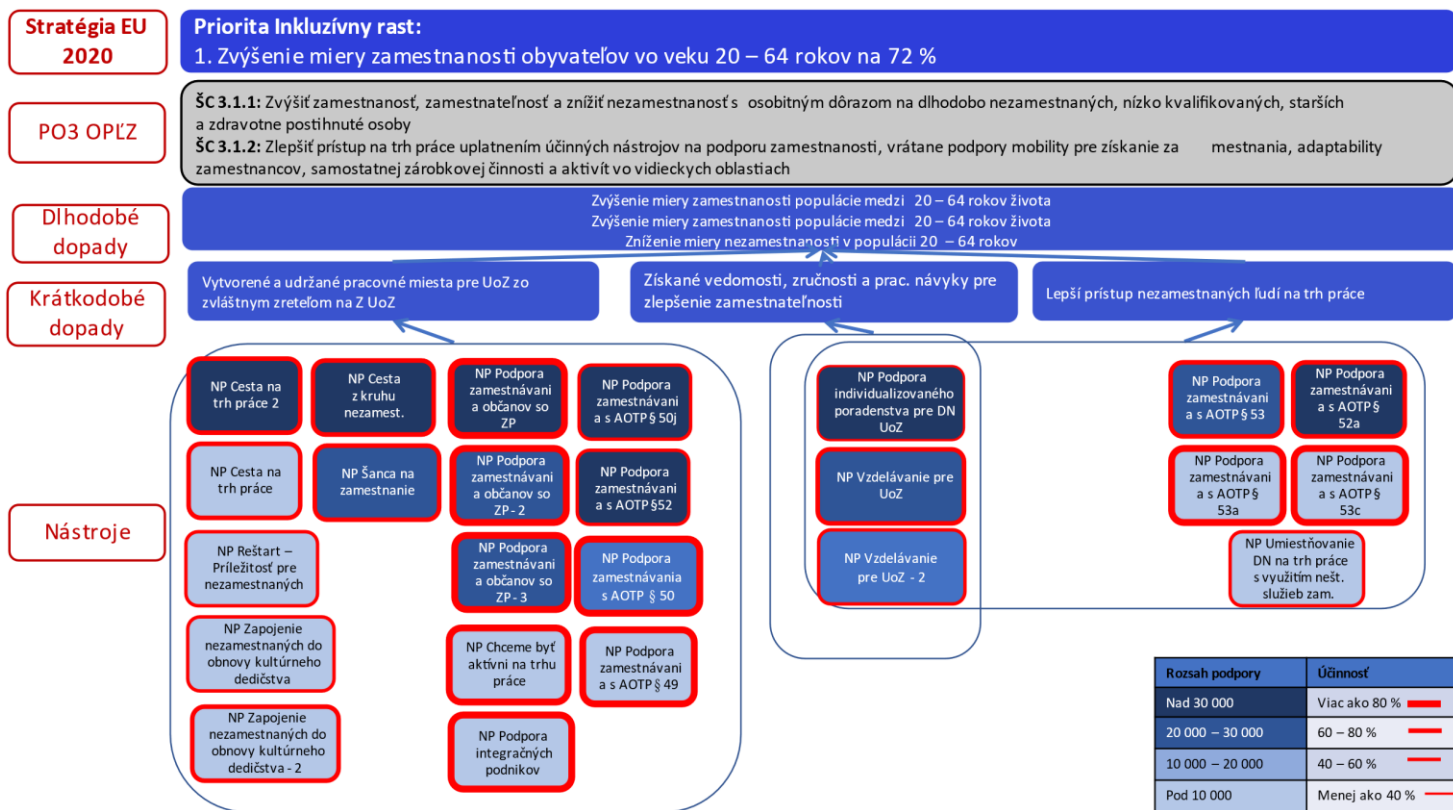 Stratégia EU
2020
Priorita Inkluzívny rast:
1. Zvýšenie miery zamestnanosti obyvateľov vo veku 20 – 64 rokov na 72 %
PO3 OPĽZ
ŠC 3.1.1: Zvýšiť zamestnanosť, zamestnateľnosť a znížiť nezamestnanosť s osobitným dôrazom na dlhodobo nezamestnaných, nízko kvalifikovaných, starších
a zdravotne postihnuté osoby
ŠC 3.1.2: Zlepšiť prístup na trh práce uplatnením účinných nástrojov na podporu zamestnanosti, vrátane podpory mobility pre získanie za mestnania, adaptability
zamestnancov, samostatnej zárobkovej činnosti a aktivít vo vidieckych oblastiach
Dlhodobé
dopady
Zvýšenie miery zamestnanosti populácie medzi 20 – 64 rokov života
Zvýšenie miery zamestnanosti populácie medzi 20 – 64 rokov života
Zníženie miery nezamestnanosti v populácii 20 – 64 rokov
Krátkodobé
dopady
Vytvorené a udržané pracovné miesta pre UoZ zo
zvláštnym zreteľom na Z UoZ
Získané vedomosti, zručnosti a prac. návyky pre
zlepšenie zamestnateľnosti
Lepší prístup nezamestnaných ľudí na trh práce
Nástroje
NP Cesta na
trh práce 2
NP Cesta
z kruhu
nezamest.
NP Podpora
zamestnávani
a občanov so
ZP
NP Podpora
zamestnávani
a s AOTP § 50j
NP Cesta na
trh práce
NP Šanca na
zamestnanie
NP Podpora
zamestnávani
a občanov so
ZP - 2
NP Podpora
zamestnávani
a s AOTP §52
NP Reštart –
Príležitosť pre
nezamestnaných
NP Podpora
zamestnávani
a občanov so
ZP - 3
NP Podpora
zamestnávania
s AOTP § 50
NP Zapojenie
nezamestnaných do
obnovy kultúrneho
dedičstva
NP Chceme byť
aktívni na trhu
práce
NP Podpora
zamestnávani
a s AOTP § 49
NP Zapojenie
nezamestnaných do
obnovy kultúrneho
dedičstva - 2
NP Podpora
integračných
podnikov
NP Podpora
individualizovaného
poradenstva pre DN
UoZ
NP Vzdelávanie pre
UoZ
NP Vzdelávanie
pre UoZ - 2
NP Podpora
zamestnávani
a s AOTP § 53
NP Podpora
zamestnávani
a s AOTP §
52a
NP Podpora
zamestnávani
a s AOTP §
53a
NP Podpora
zamestnávani
a s AOTP §
53c
NP Umiestňovanie
DN na trh práce
s využitím nešt.
služieb zam.
Rozsah podpory Účinnosť
Nad 30 000 Viac ako 80 %
20 000 – 30 000 60 – 80 %
10 000 – 20 000 40 – 60 %
Pod 10 000 Menej ako 40 %